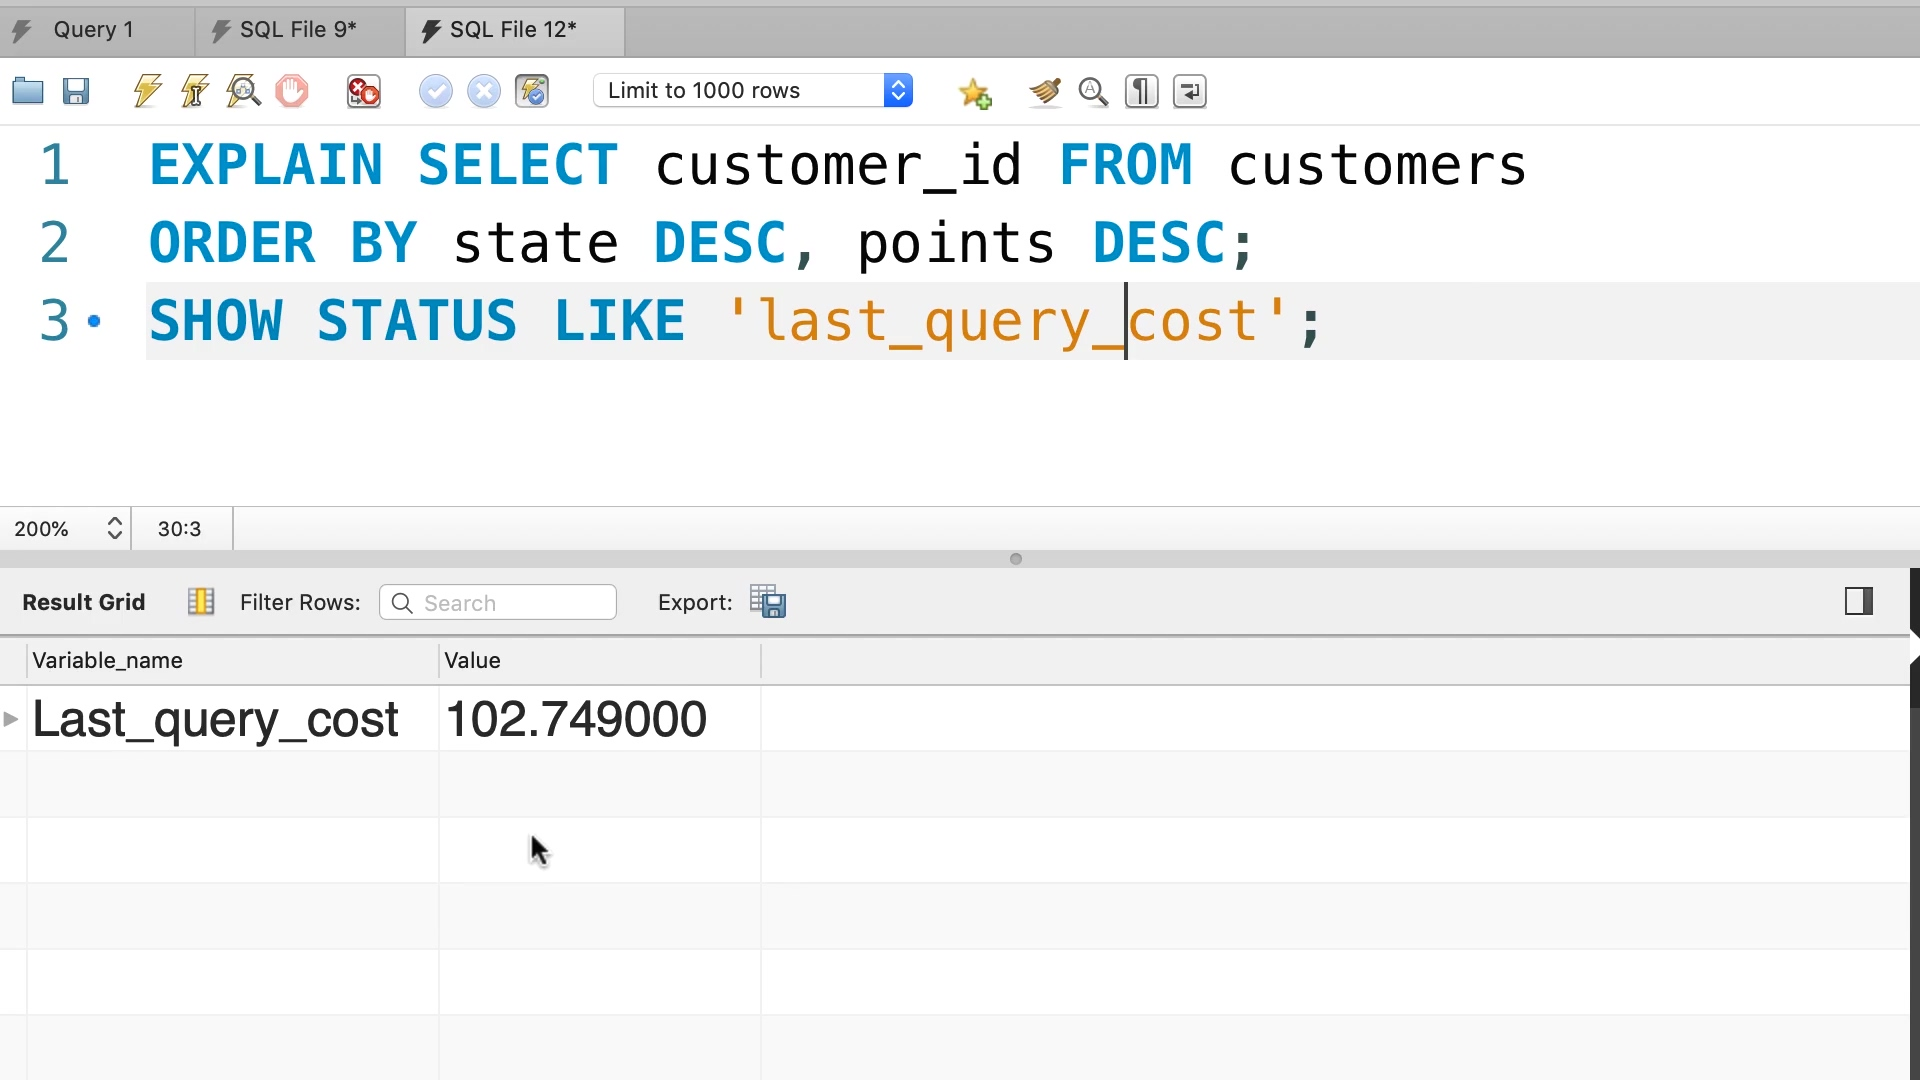 Query 1
SQL File 9*
SQL File 12*
Limit to 1000 rows
1 EXPLAIN SELECT customer_id FROM customers
2 ORDER BY state DESC, points DESC;
3 SHOW STATUS LIKE 'last_query_cost';
200% 30:3
Result Grid Filter Rows: Search Export:
Variable_name Value
Last_query_cost 102.749000